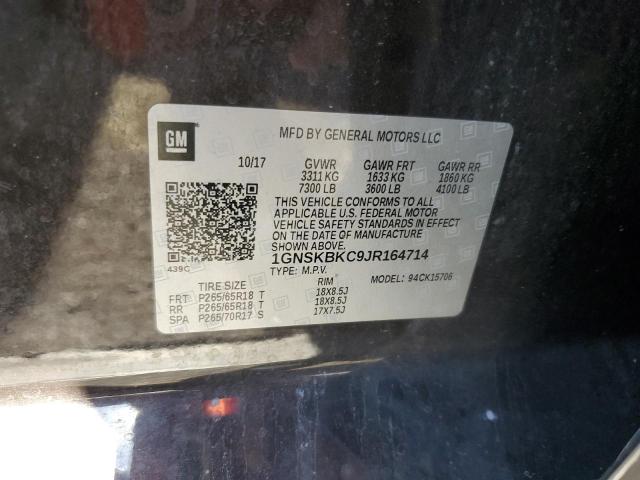 GM
MFD BY GENERAL MOTORS LLC
10/17 GVWR GAWR FRT GAWR RR
3311 KG 1633 KG 1860 KG
7300 LB 3600 LB 4100 LB
THIS VEHICLE CONFORMS TO ALL
APPLICABLE U.S. FEDERAL MOTOR
VEHICLE SAFETY STANDARDS IN EFFECT
ON THE DATE OF MANUFACTURE
SHOWN ABOVE.
439C
1GNSKBKC9JR164714
TYPE: M.P.V. MODEL: 94CK15706
TIRE SIZE RIM
FRT P265/65R18 T 18X8.5J
RR P265/65R18 T 18X8.5J
SPA P265/70R17 S 17X7.5J